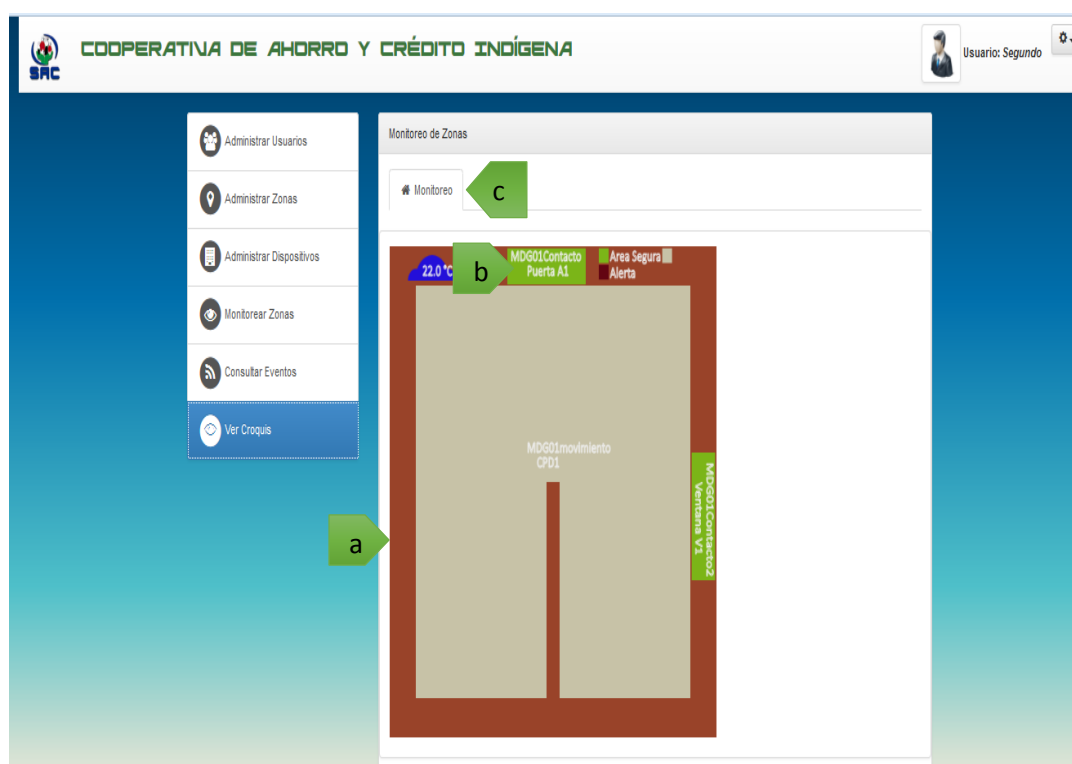 COOPERATIVA DE AHORRO Y CRÉDITO INDÍGENA
SAC
Usuario: Segundo
Administrar Usuarios
Administrar Zonas
Administrar Dispositivos
Monitorear Zonas
Consultar Eventos
Ver Croquis
Monitoreo de Zonas
Monitoreo
c
22.0 °C
b
MDG01Contacto
Puerta A1
Area Segura
Alerta
MDG01movimiento
CPD1
MDG01Contacto2
Ventana V1
a